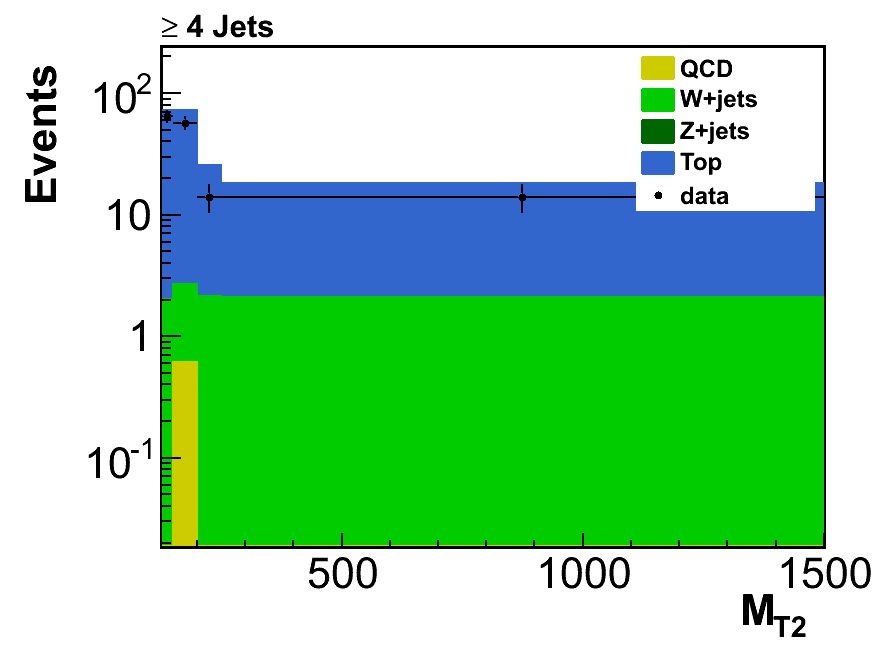 ≥ 4 Jets
Events
QCD
W+jets
Z+jets
Top
data
10²
10
1
10⁻¹
500
1000
1500
M_T2